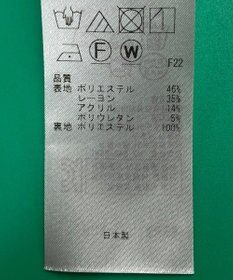 F W
F22
品質
表地 ポリエステル 46%
レーヨン 35%
アクリル 14%
ポリウレタン 5%
裏地 ポリエステル 100%
日本製